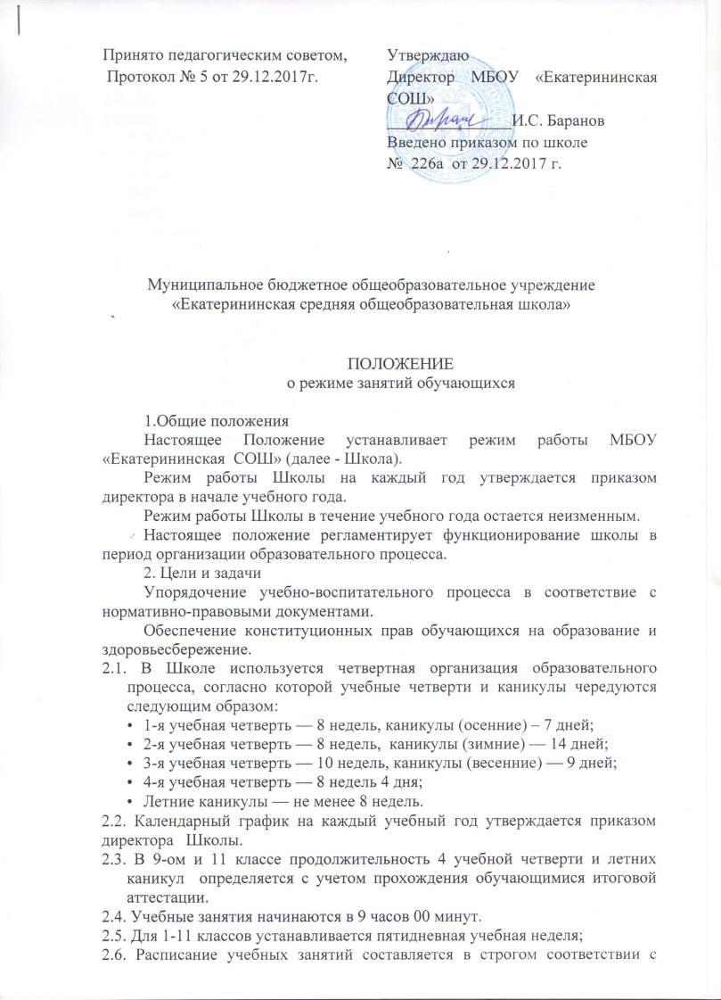 Принято педагогическим советом,
Протокол № 5 от 29.12.2017г.
Утверждаю
Директор МБОУ «Екатерининская
СОШ»
_______________И.С. Баранов
Введено приказом по школе
№ 226а от 29.12.2017 г.
Муниципальное бюджетное общеобразовательное учреждение
«Екатерининская средняя общеобразовательная школа»
ПОЛОЖЕНИЕ
о режиме занятий обучающихся
1.Общие положения
Настоящее Положение устанавливает режим работы МБОУ
«Екатерининская СОШ» (далее - Школа).
Режим работы Школы на каждый год утверждается приказом
директора в начале учебного года.
Режим работы Школы в течение учебного года остается неизменным.
Настоящее положение регламентирует функционирование школы в
период организации образовательного процесса.
2. Цели и задачи
Упорядочение учебно-воспитательного процесса в соответствие с
нормативно-правовыми документами.
Обеспечение конституционных прав обучающихся на образование и
здоровьесбережение.
2.1. В Школе используется четвертная организация образовательного
процесса, согласно которой учебные четверти и каникулы чередуются
следующим образом:
• 1-я учебная четверть — 8 недель, каникулы (осенние) – 7 дней;
• 2-я учебная четверть — 8 недель, каникулы (зимние) — 14 дней;
• 3-я учебная четверть — 10 недель, каникулы (весенние) — 9 дней;
• 4-я учебная четверть — 8 недель 4 дня;
• Летние каникулы — не менее 8 недель.
2.2. Календарный график на каждый учебный год утверждается приказом
директора Школы.
2.3. В 9-ом и 11 классе продолжительность 4 учебной четверти и летних
каникул определяется с учетом прохождения обучающимися итоговой
аттестации.
2.4. Учебные занятия начинаются в 9 часов 00 минут.
2.5. Для 1-11 классов устанавливается пятидневная учебная неделя;
2.6. Расписание учебных занятий составляется в строгом соответствии с